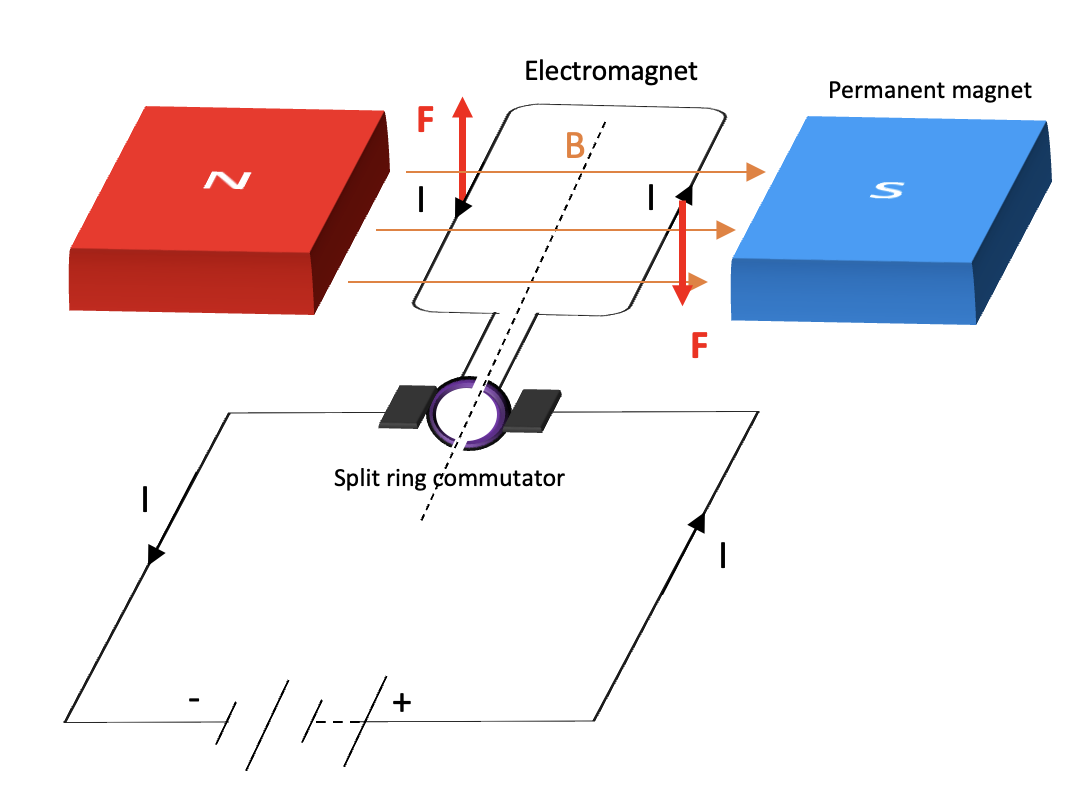 Electromagnet
Permanent magnet
F
B
N
S
I
I
F
Split ring commutator
I
I
-
+